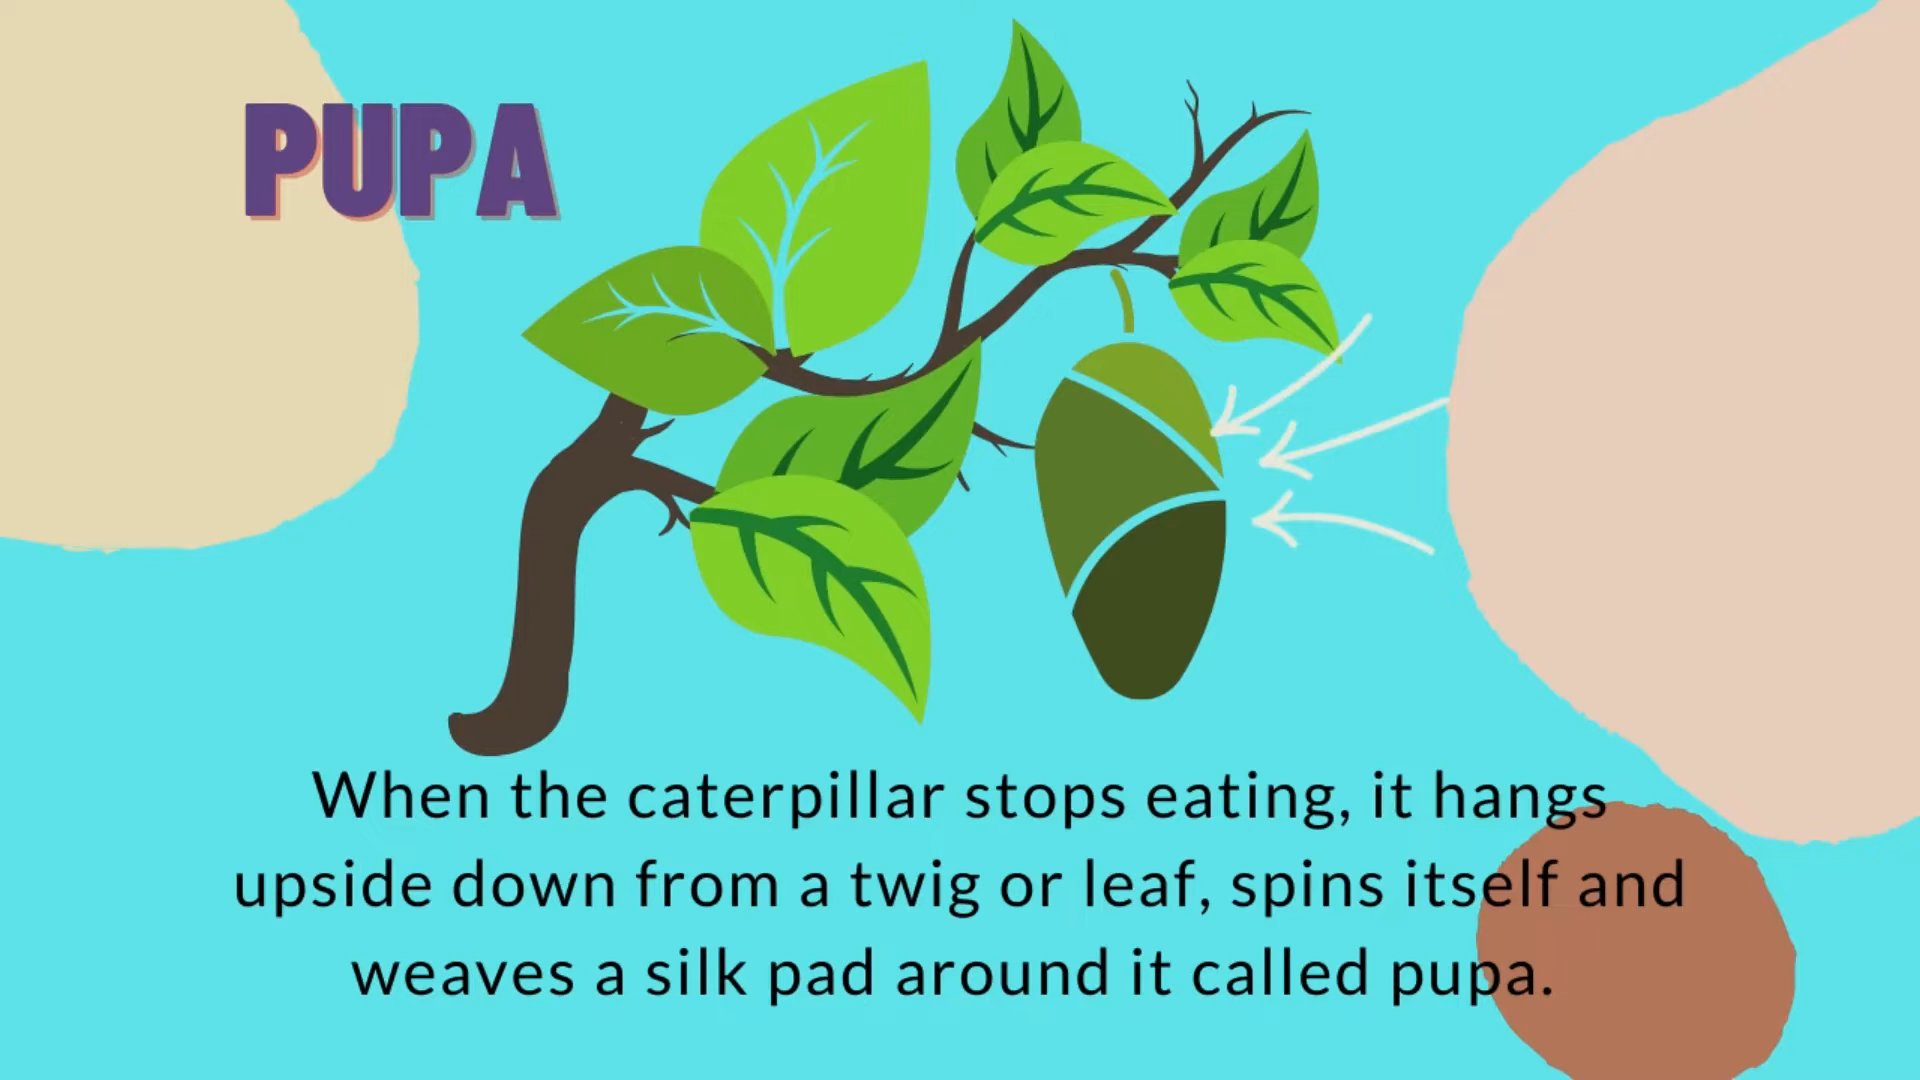 PUPA
When the caterpillar stops eating, it hangs
upside down from a twig or leaf, spins itself and
weaves a silk pad around it called pupa.